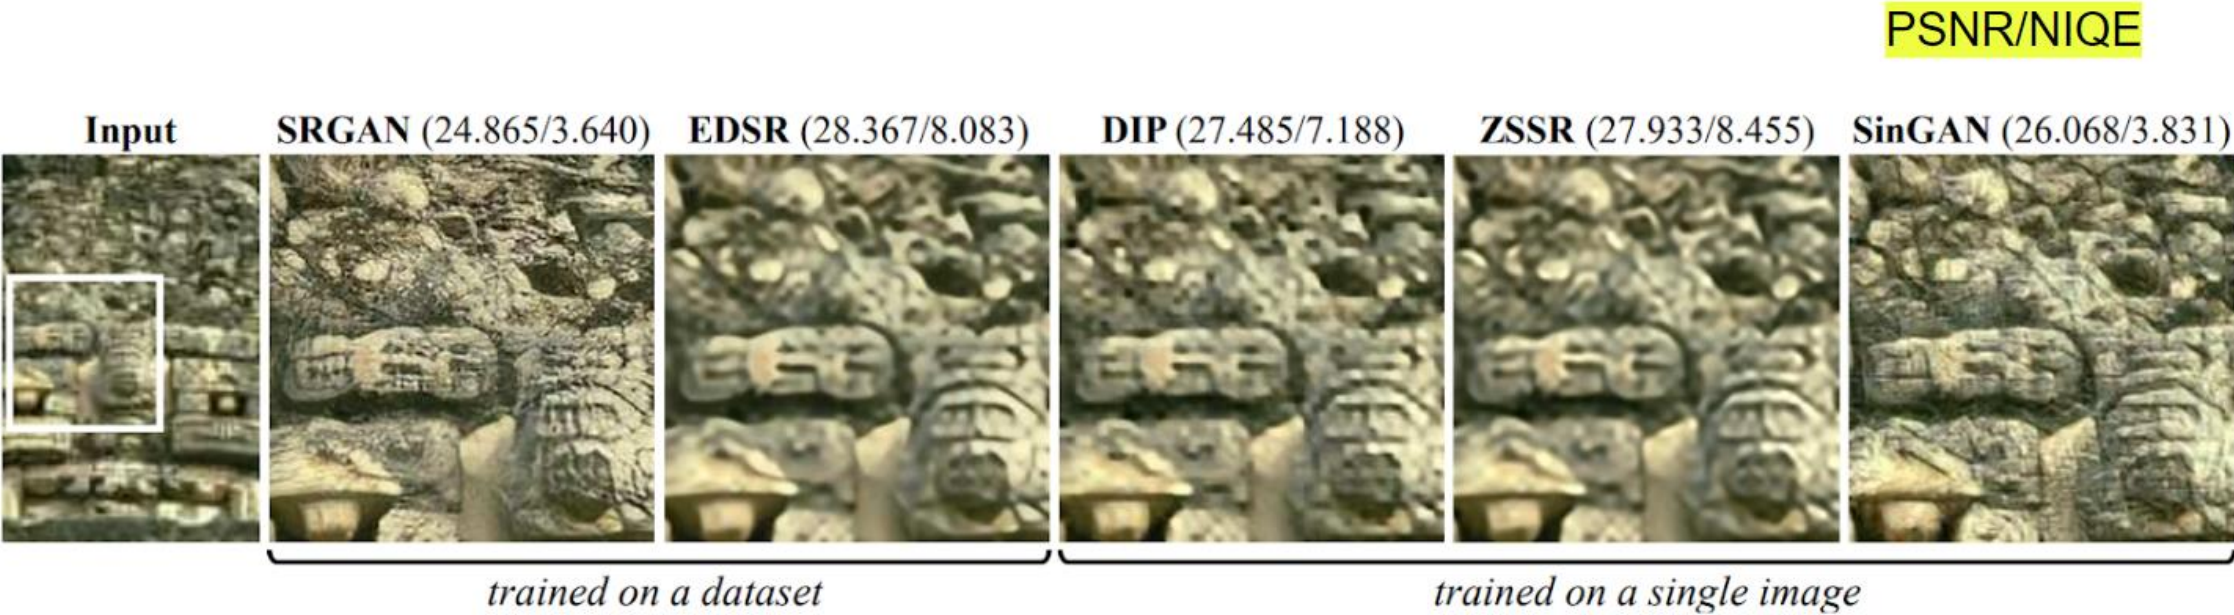 PSNR/NIQE
Input
SRGAN (24.865/3.640)
EDSR (28.367/8.083)
DIP (27.485/7.188)
ZSSR (27.933/8.455)
SinGAN (26.068/3.831)
trained on a dataset
trained on a single image